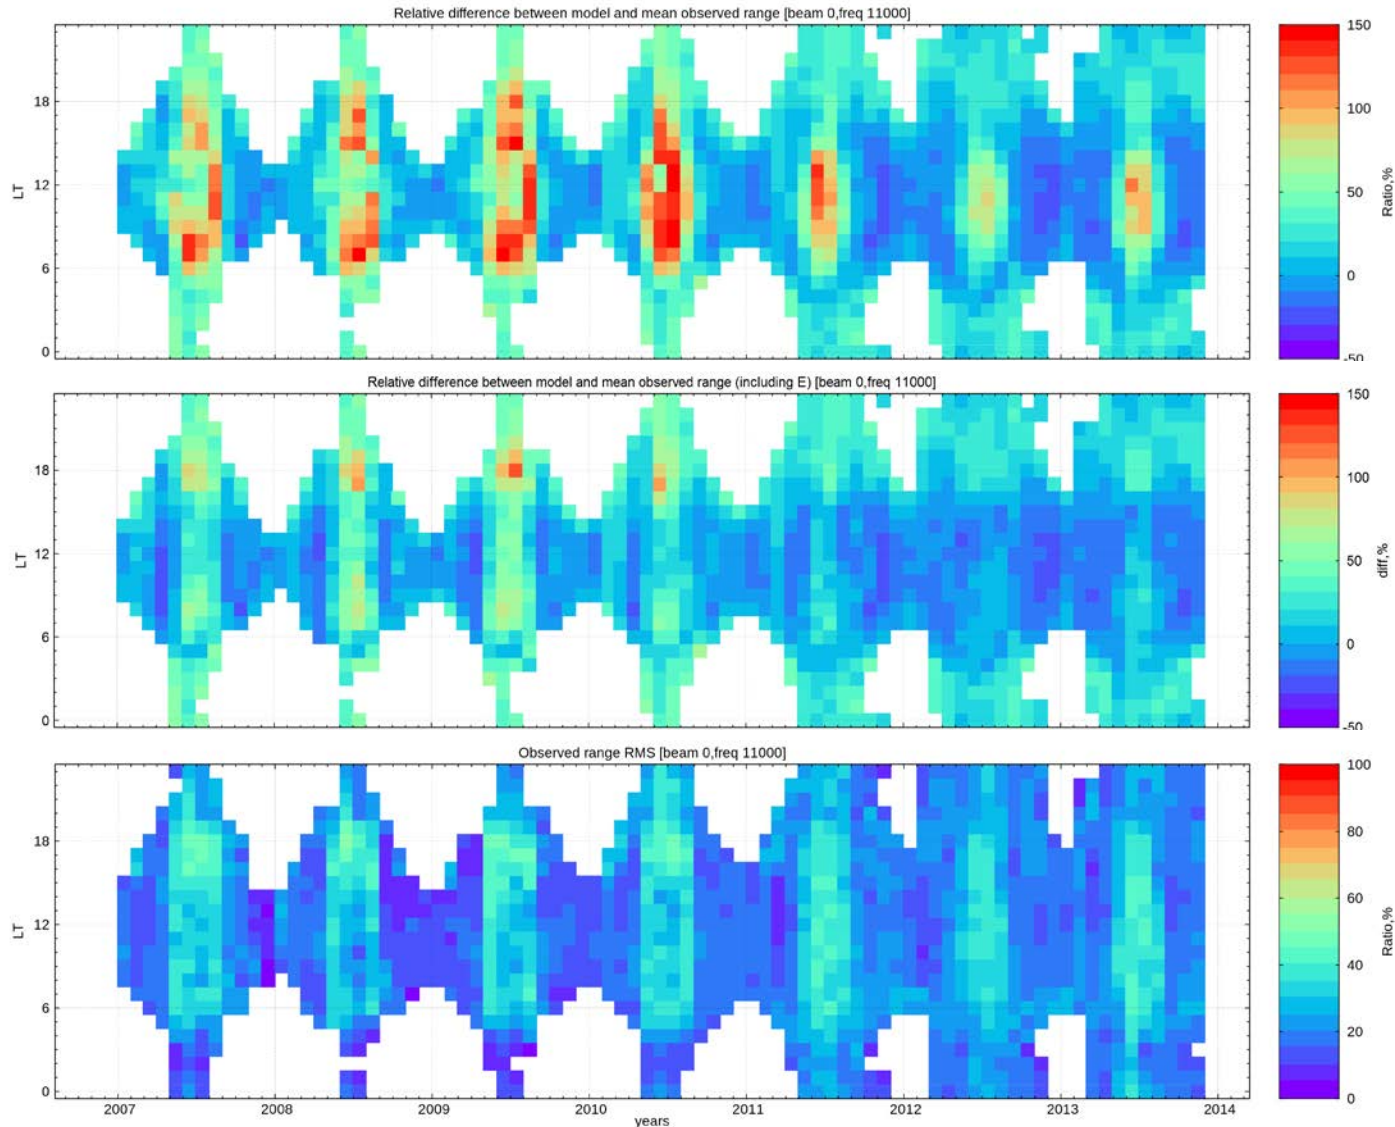 Relative difference between model and mean observed range [beam 0,freq 11000]
LT
18
12
6
0
150
100
50
0
-50
Ratio,%
Relative difference between model and mean observed range (including E) [beam 0,freq 11000]
LT
18
12
6
0
150
100
50
0
-50
diff,%
Observed range RMS [beam 0,freq 11000]
LT
18
12
6
0
100
80
60
40
20
0
Ratio,%
2007 2008 2009 2010 2011 2012 2013 2014
years